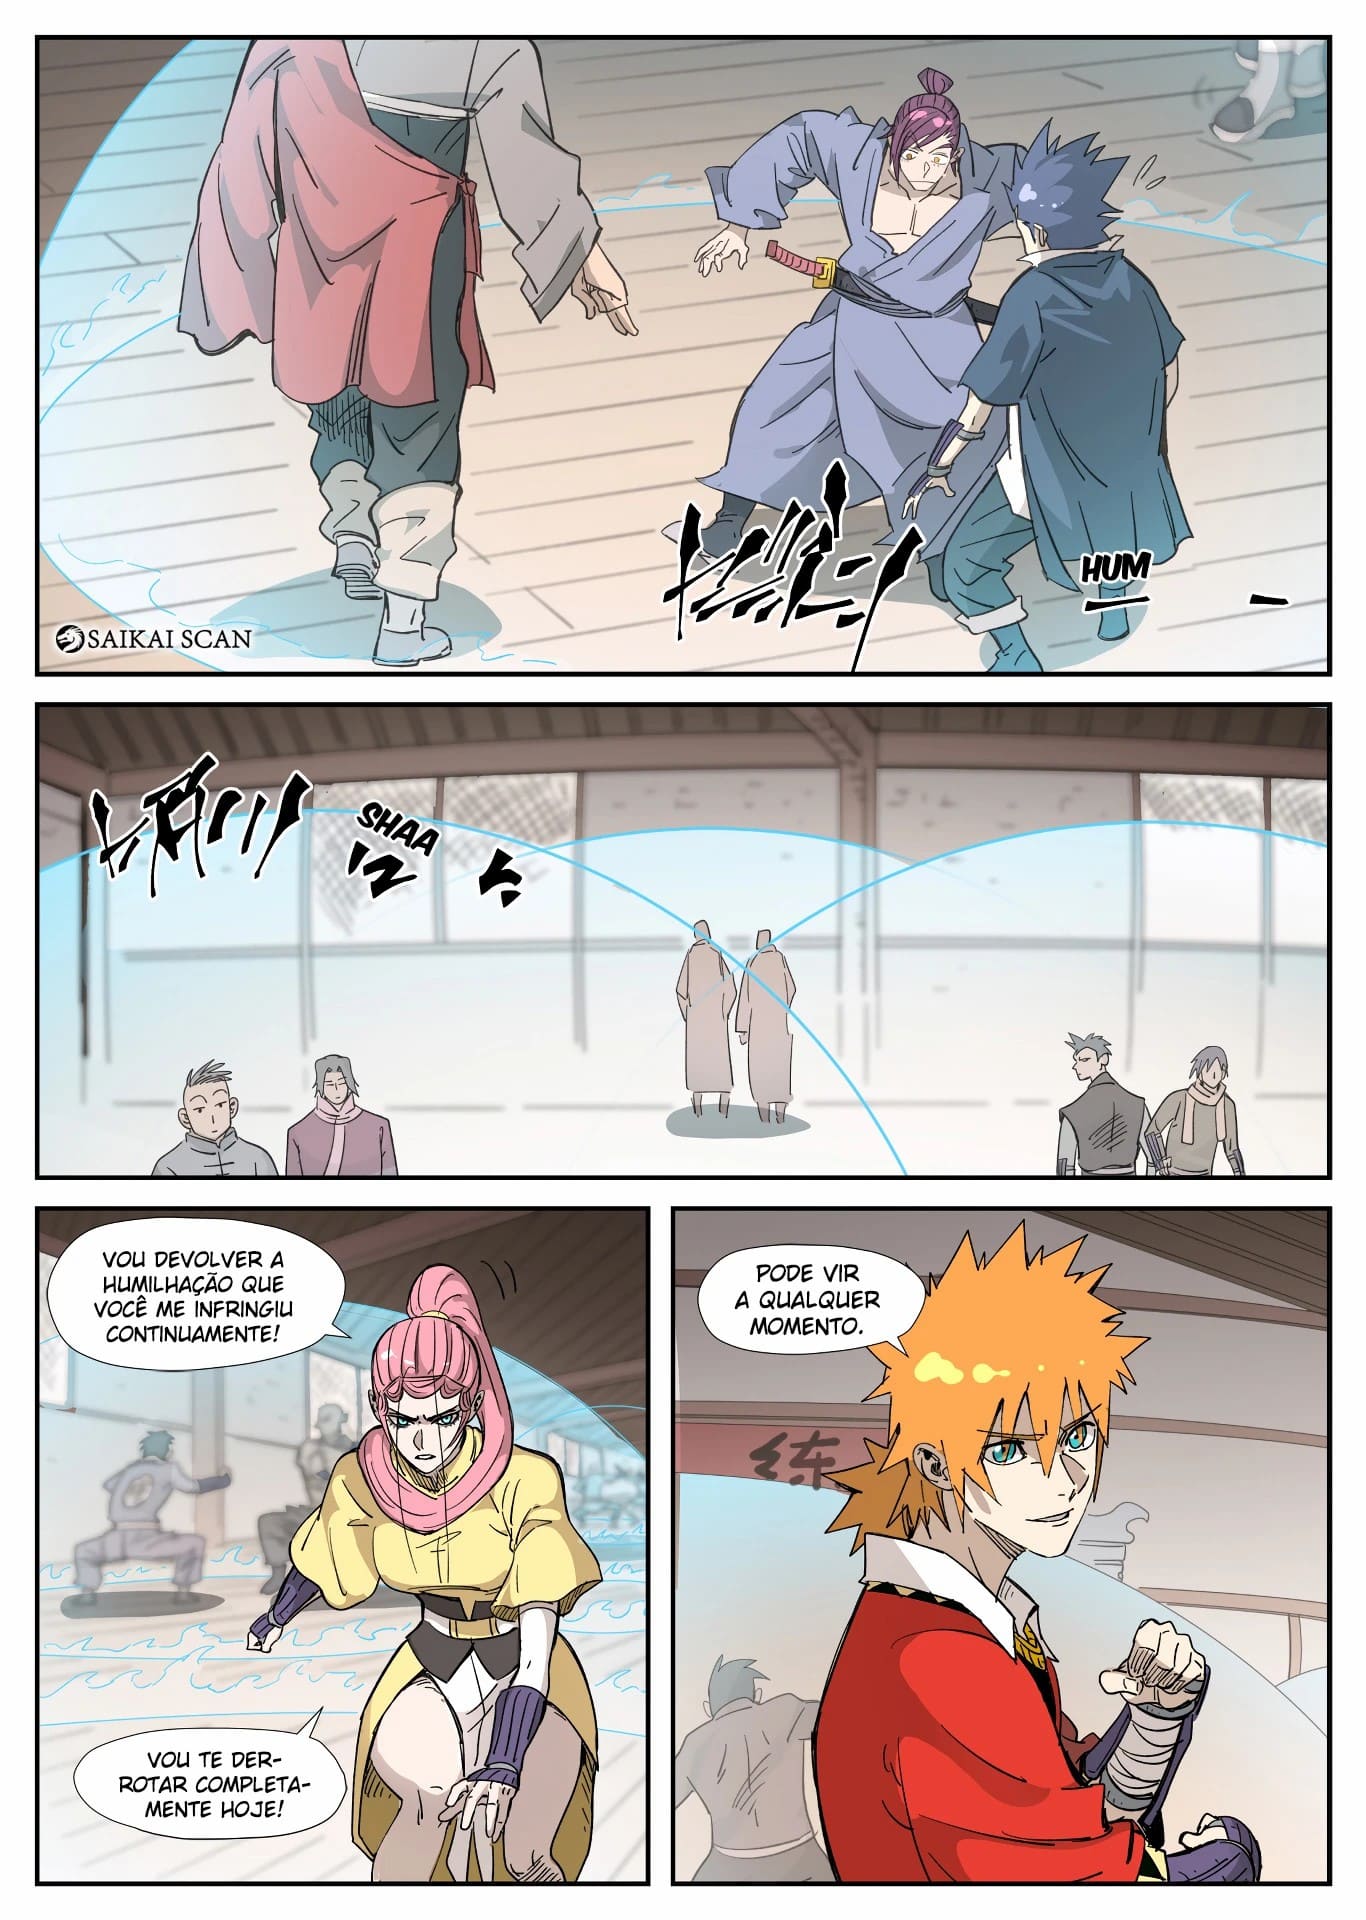 HUM
SAIKAI SCAN
SHAA
VOU DEVOLVER A
HUMILHAÇÃO QUE
VOCÊ ME INFRINGIU
CONTINUAMENTE!
PODE VIR
A QUALQUER
MOMENTO.
练
VOU TE DER-
ROTAR COMPLETA-
MENTE HOJE!